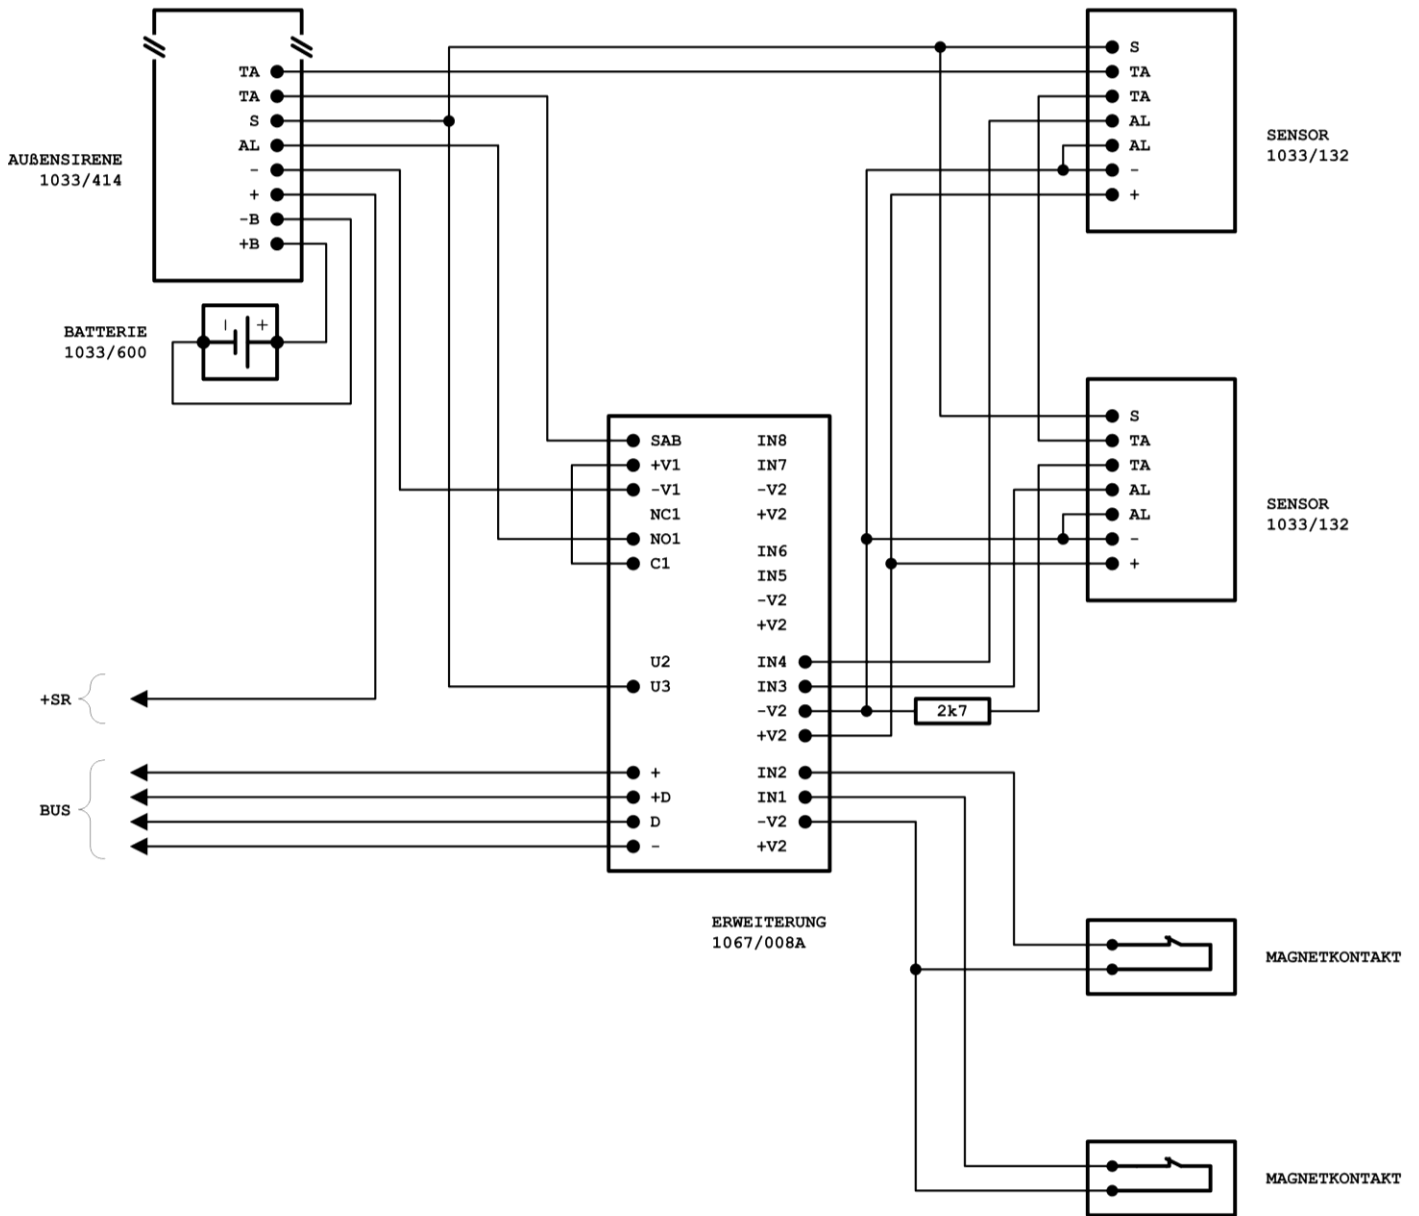 AUßENSIRENE
1033/414
TA
TA
S
AL
-
+
-B
+B
BATTERIE
1033/600
- +
S
TA
TA
AL
AL
-
+
SENSOR
1033/132
S
TA
TA
AL
AL
-
+
SENSOR
1033/132
SAB IN8
+V1 IN7
-V1 -V2
NC1 +V2
NO1 IN6
C1 IN5
-V2
+V2
U2 IN4
U3 IN3
-V2
+V2
+ IN2
+D IN1
D -V2
- +V2
2k7
+SR
BUS
ERWEITERUNG
1067/008A
MAGNETKONTAKT
MAGNETKONTAKT